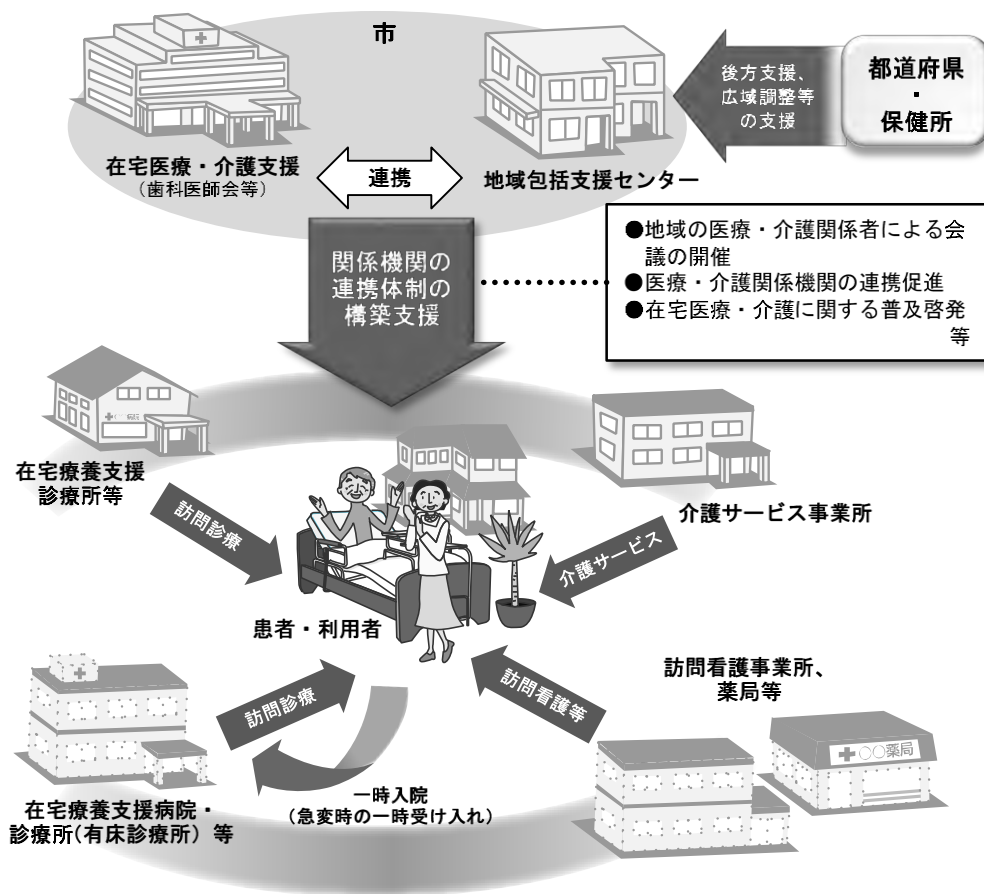 市
在宅医療・介護支援
(歯科医師会等)
連携
地域包括支援センター
後方支援、
広域調整等
の支援
都道府県
・
保健所
関係機関の
連携体制の
構築支援
●地域の医療・介護関係者による会
議の開催
●医療・介護関係機関の連携促進
●在宅医療・介護に関する普及啓発
等
在宅療養支援
診療所等
訪問診療
介護サービス事業所
介護サービス
患者・利用者
訪問看護事業所、
薬局等
訪問看護等
○○薬局
訪問診療
在宅療養支援病院・
診療所(有床診療所)等
一時入院
(急変時の一時受け入れ)